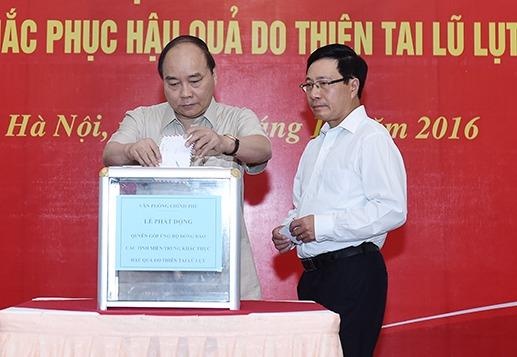 ẮC PHỤC HẬU QUẢ DO THIÊN TAI LŨ LỤT
Hà Nội, áng 1 năm 2016
VĂN PHÒNG CHÍNH PHỦ
LỄ PHÁT ĐỘNG
QUYÊN GÓP ỦNG HỘ ĐỒNG BÀO
CÁC TỈNH MIỀN TRUNG KHẮC PHỤC
HẬU QUẢ DO THIÊN TAI LŨ LỤT